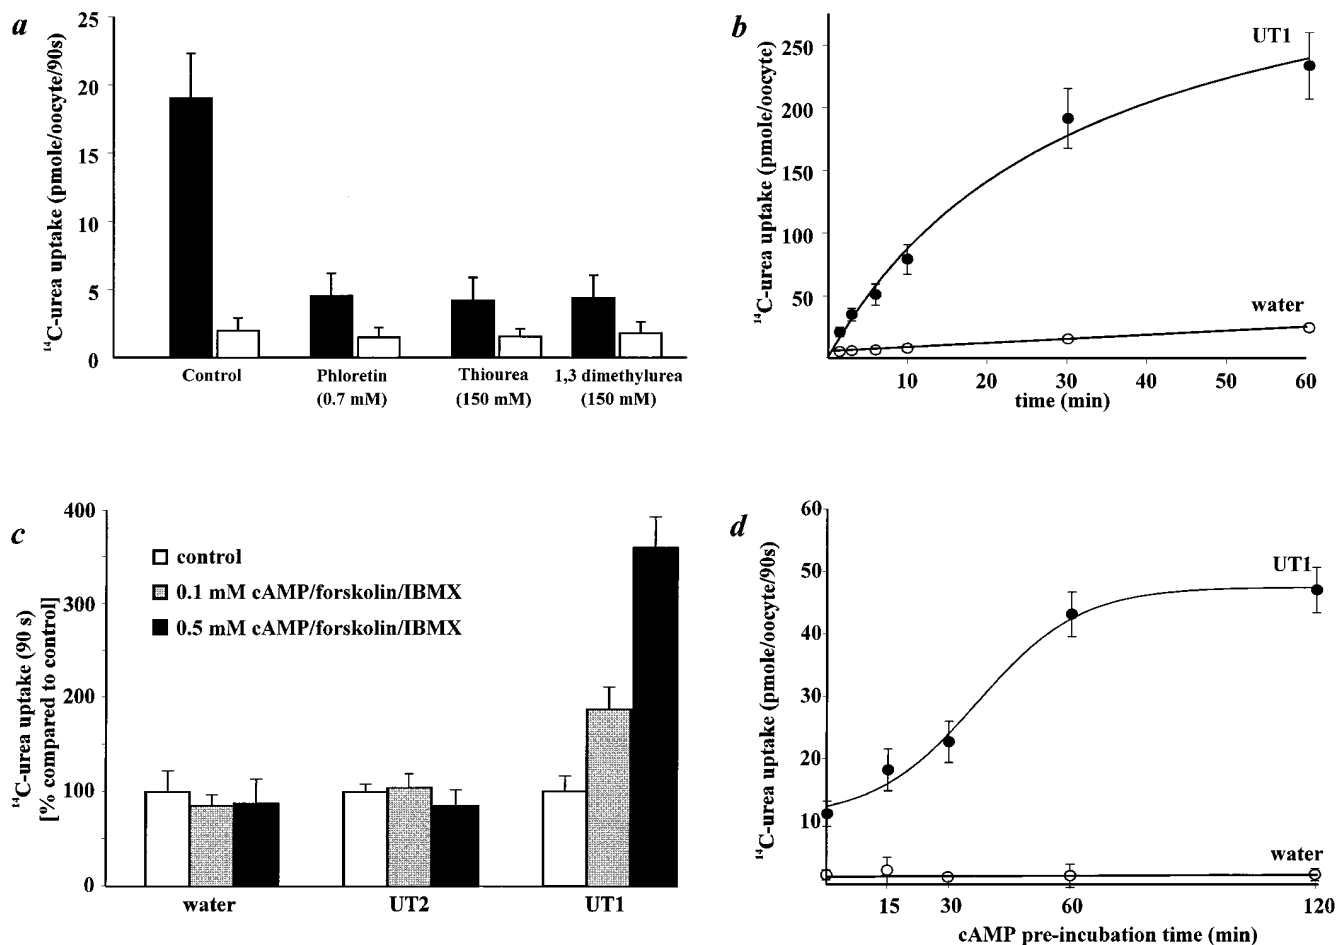 a
¹⁴C-urea uptake (pmole/oocyte/90s)
25
20
15
10
5
0
Control
Phloretin
(0.7 mM)
Thiourea
(150 mM)
1,3 dimethylurea
(150 mM)
b
¹⁴C-urea uptake (pmole/oocyte)
250
200
150
100
50
UT1
water
10 20 30 40 50 60
time (min)
c
¹⁴C-urea uptake (90 s)
[% compared to control]
400
300
200
100
0
control
0.1 mM cAMP/forskolin/IBMX
0.5 mM cAMP/forskolin/IBMX
water UT2 UT1
d
¹⁴C-urea uptake (pmole/oocyte/90s)
60
50
40
30
20
10
UT1
water
15 30 60 120
cAMP pre-incubation time (min)